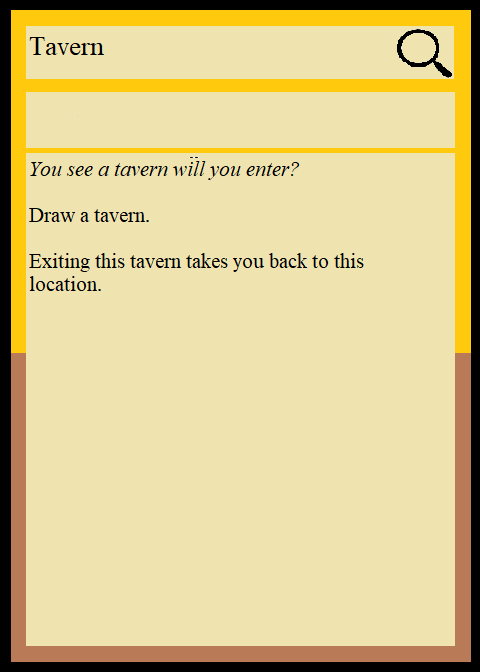 Tavern
You see a tavern will you enter?
Draw a tavern.
Exiting this tavern takes you back to this
location.